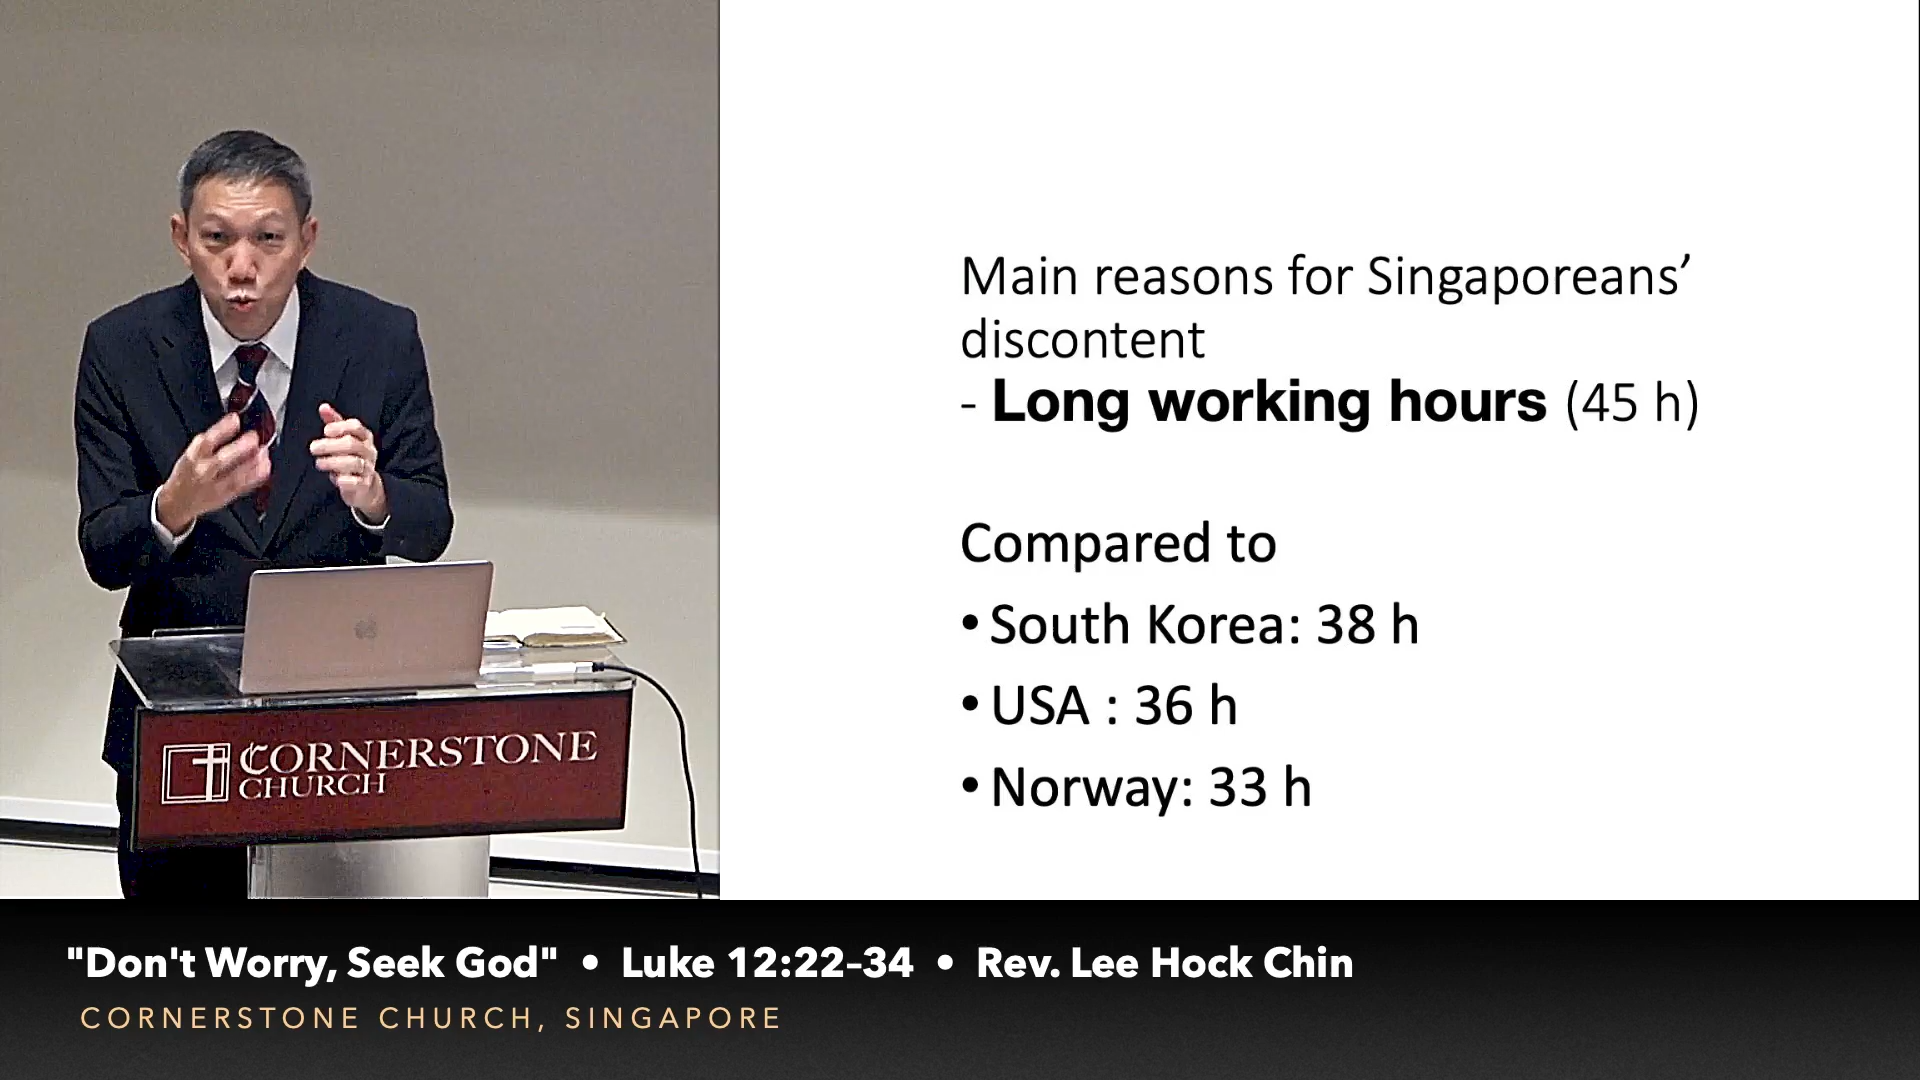 Main reasons for Singaporeans’
discontent
- Long working hours (45 h)
Compared to
• South Korea: 38 h
• USA : 36 h
• Norway: 33 h
CORNERSTONE
CHURCH
"Don't Worry, Seek God" • Luke 12:22–34 • Rev. Lee Hock Chin
CORNERSTONE CHURCH, SINGAPORE